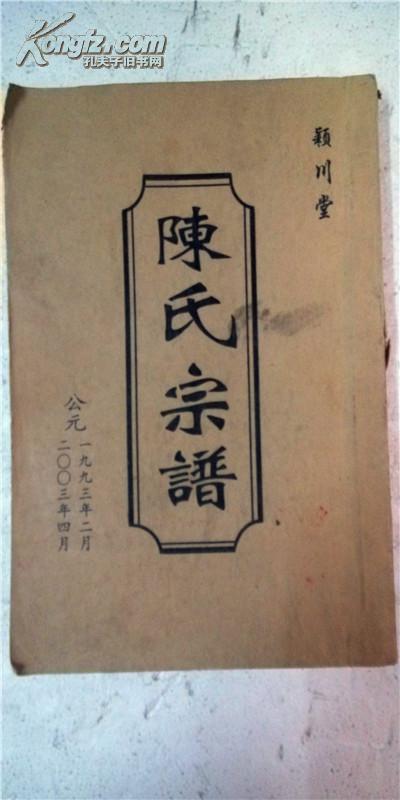 Kongfz.com
孔夫子旧书网
颖川堂
陳氏宗譜
公元
一九九三年二月
二〇〇三年四月